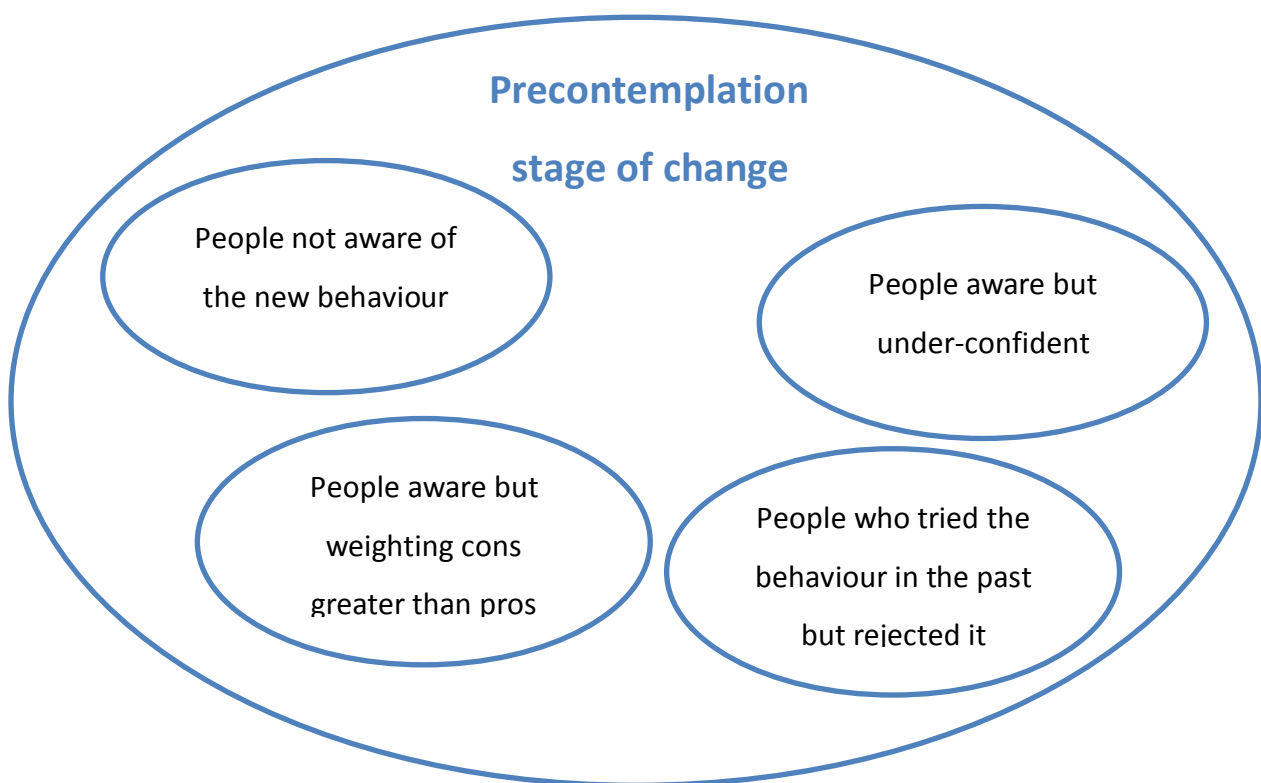 Precontemplation
stage of change
People not aware of
the new behaviour
People aware but
under-confident
People aware but
weighting cons
greater than pros
People who tried the
behaviour in the past
but rejected it